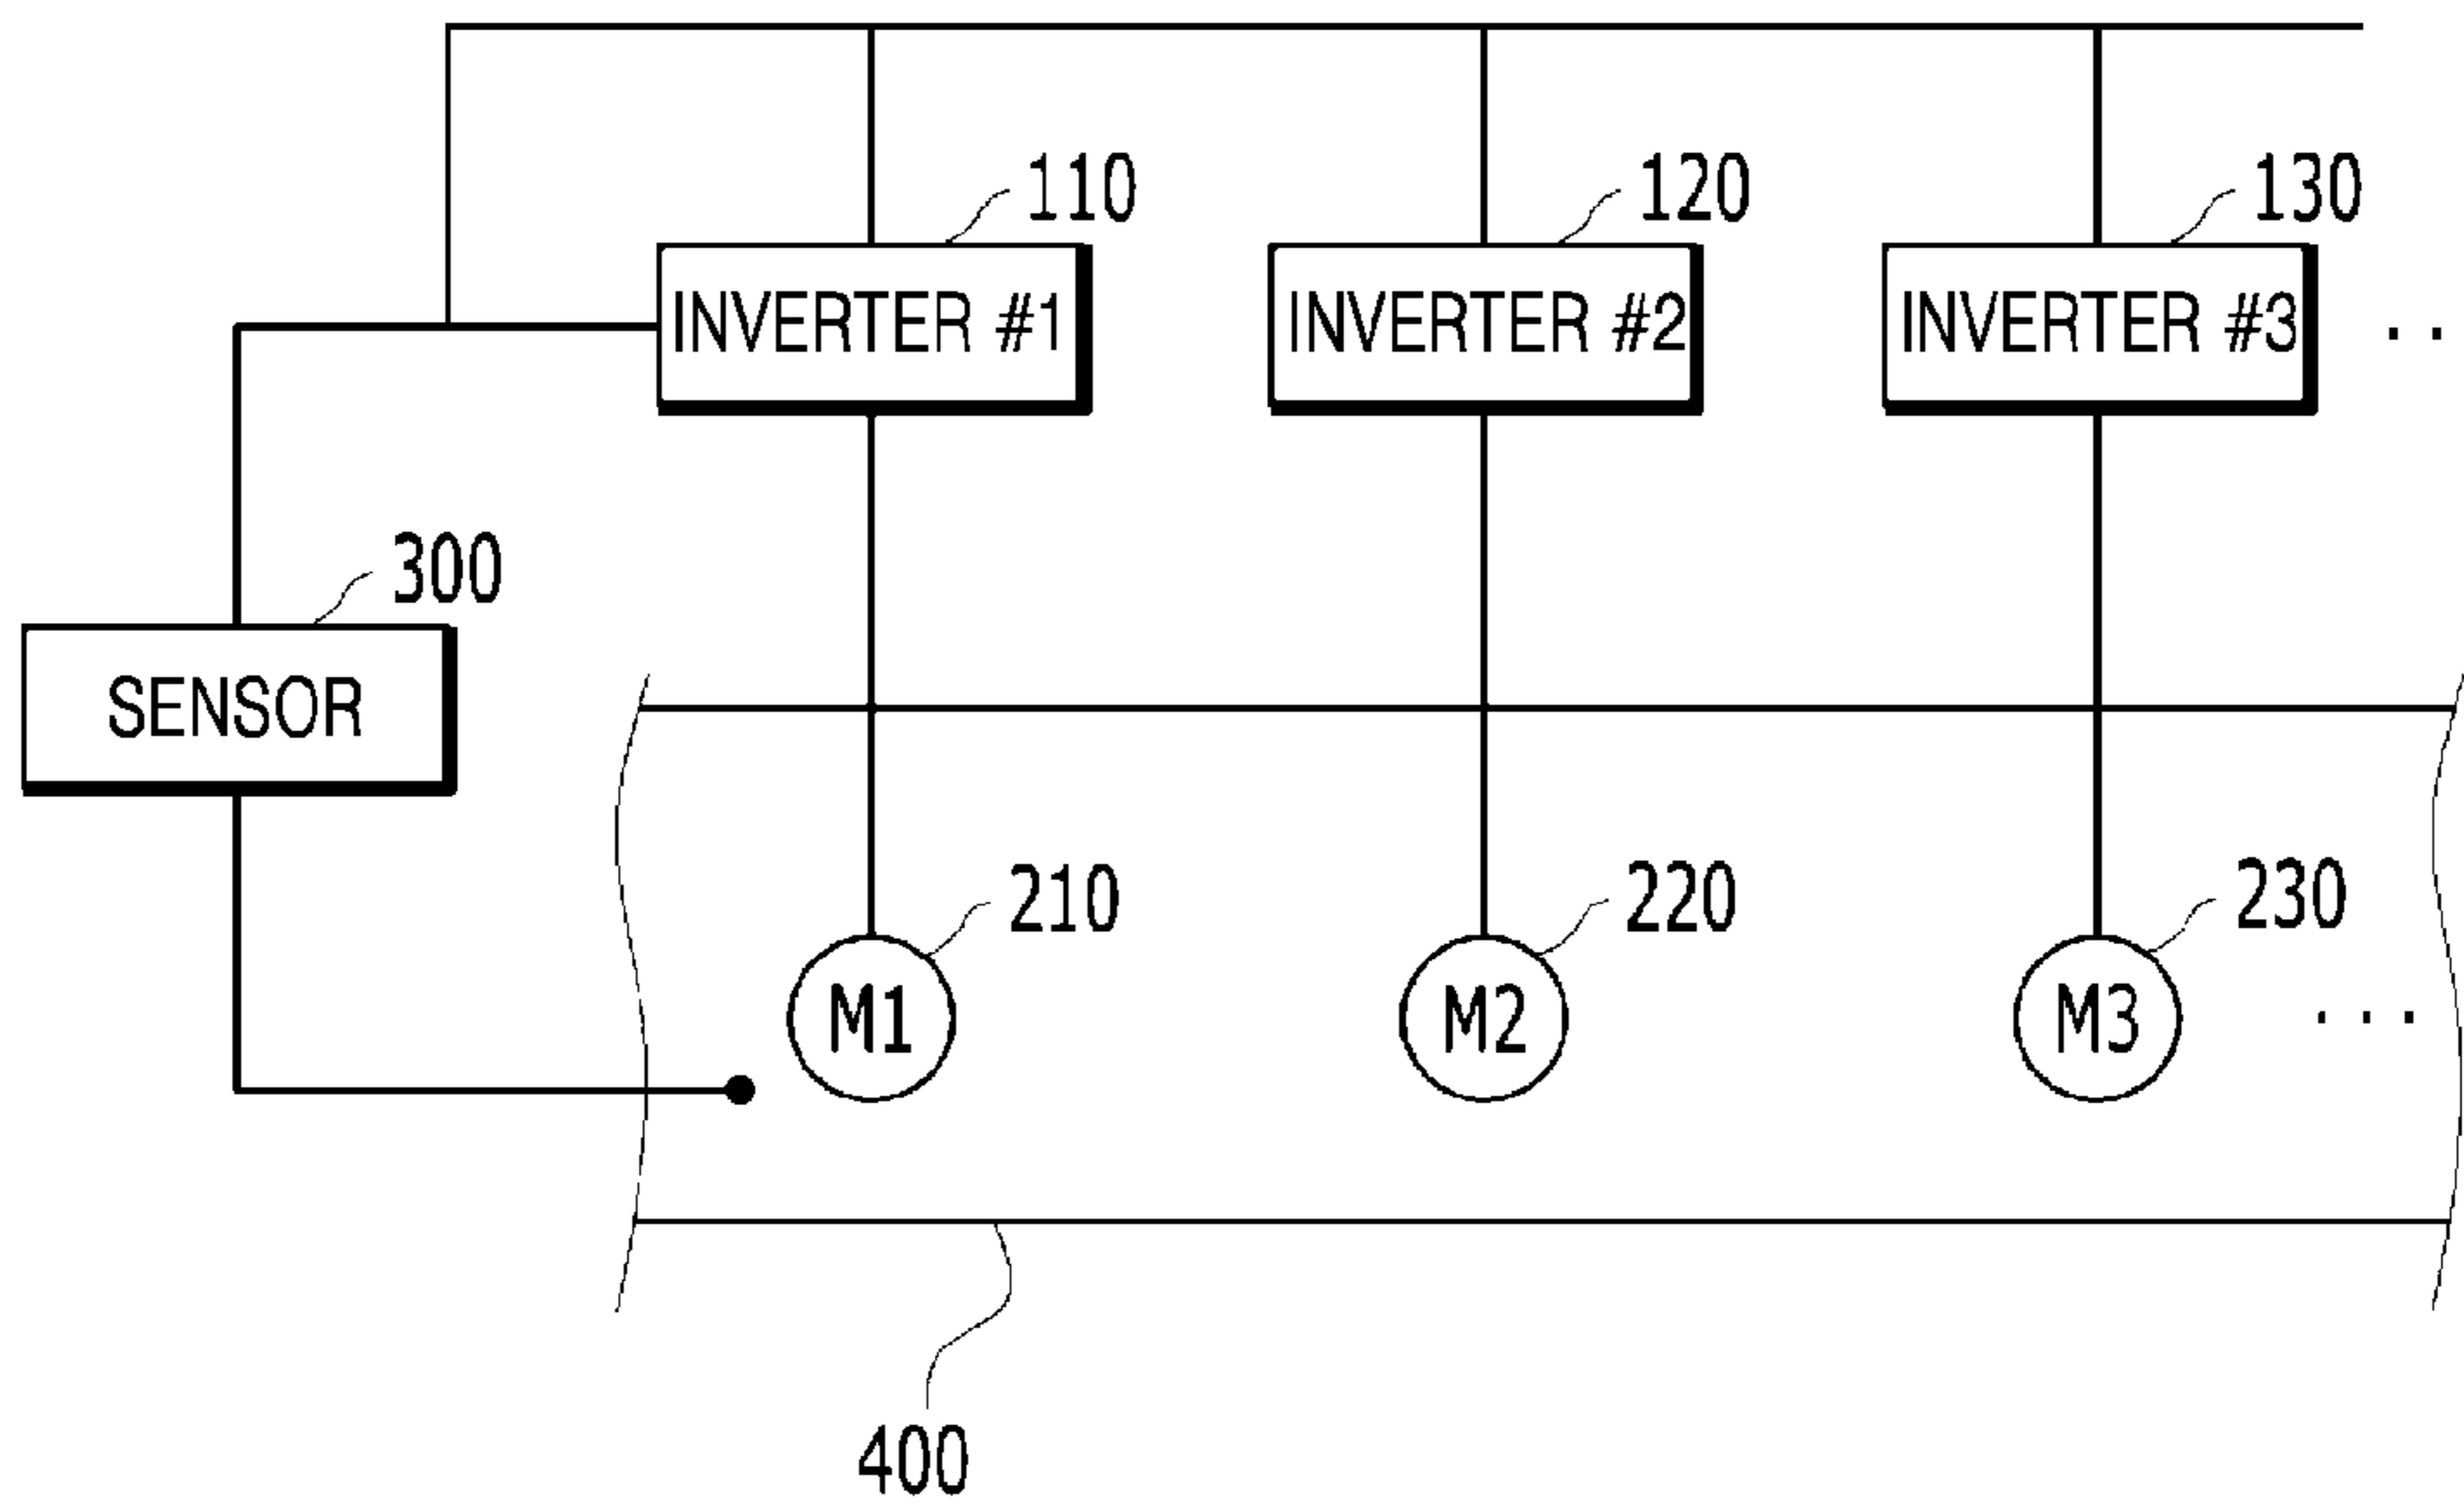 110
120
130
INVERTER #1
INVERTER #2
INVERTER #3
. .
300
SENSOR
210
220
230
M1
M2
M3
. . .
400